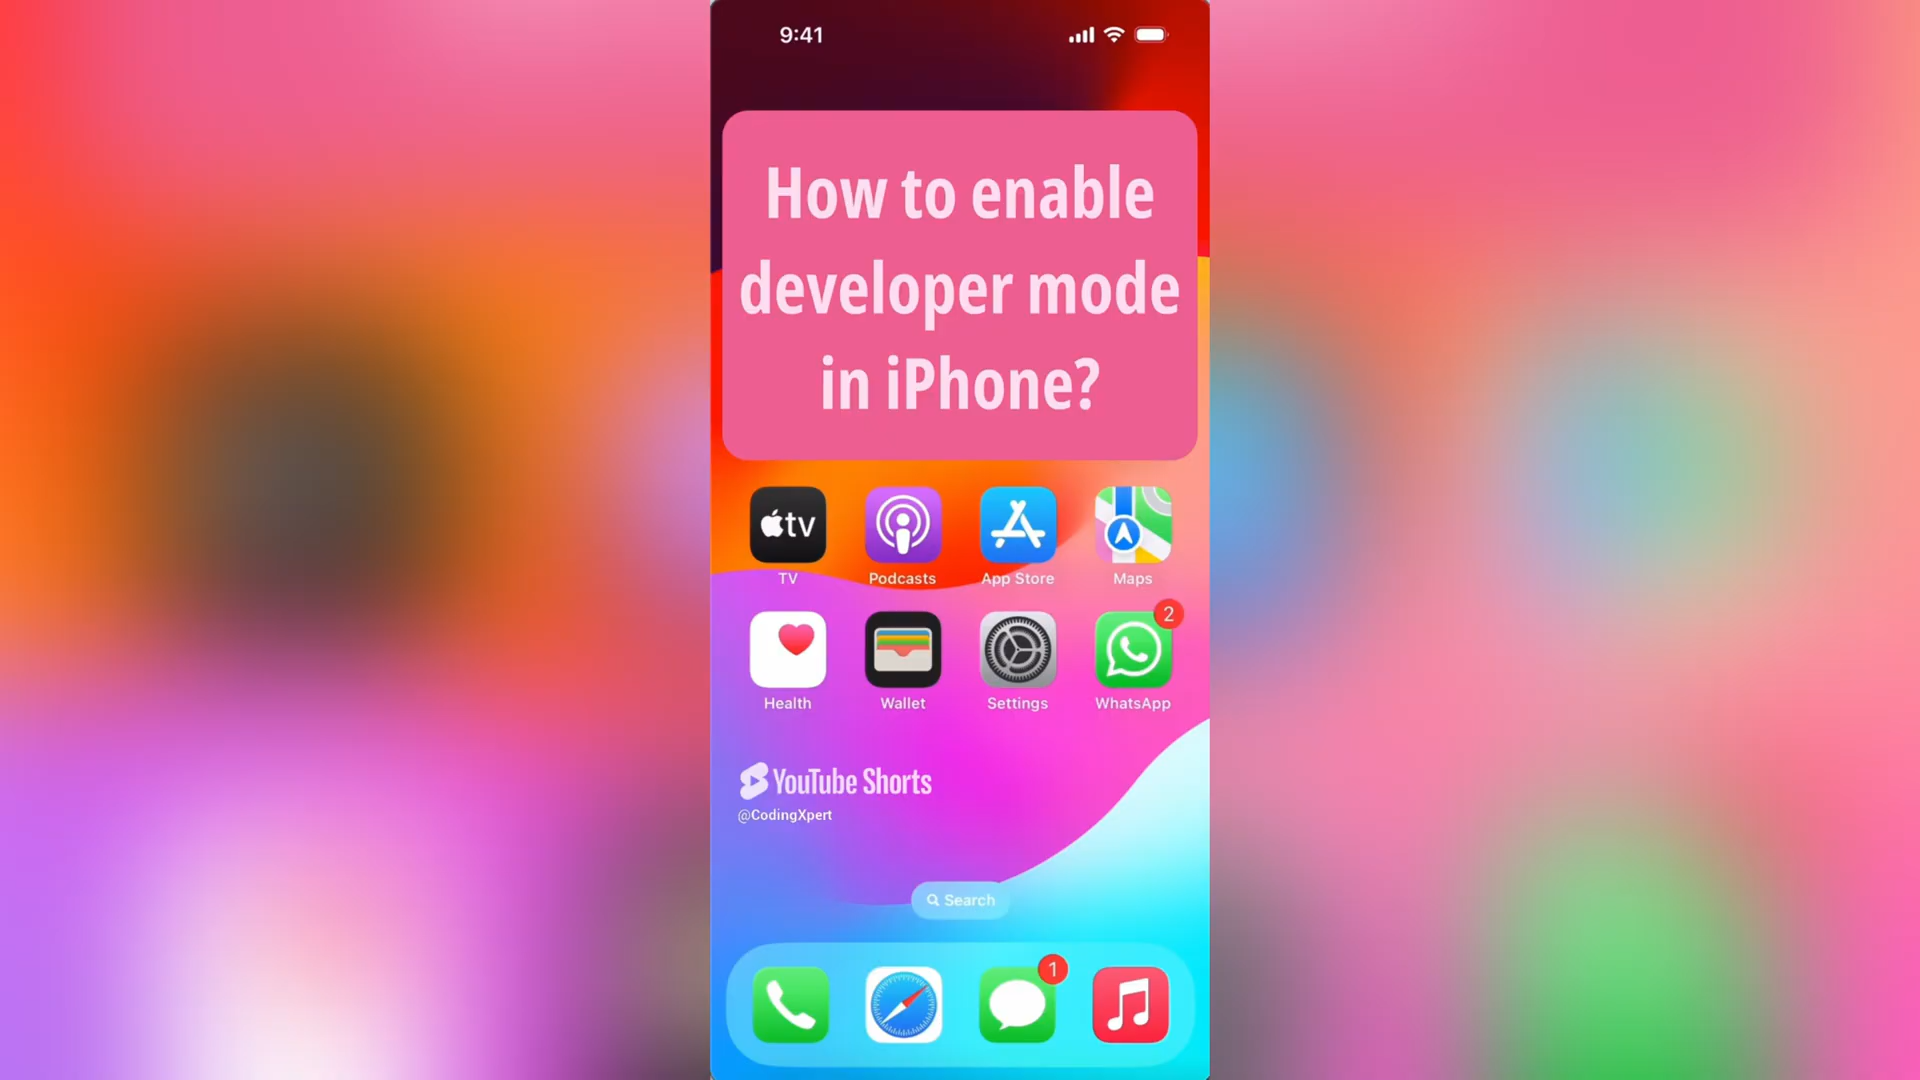 9:41
How to enable
developer mode
in iPhone?
tv
TV
Podcasts
App Store
Maps
2
Health
Wallet
Settings
WhatsApp
YouTube Shorts
@CodingXpert
Search
1